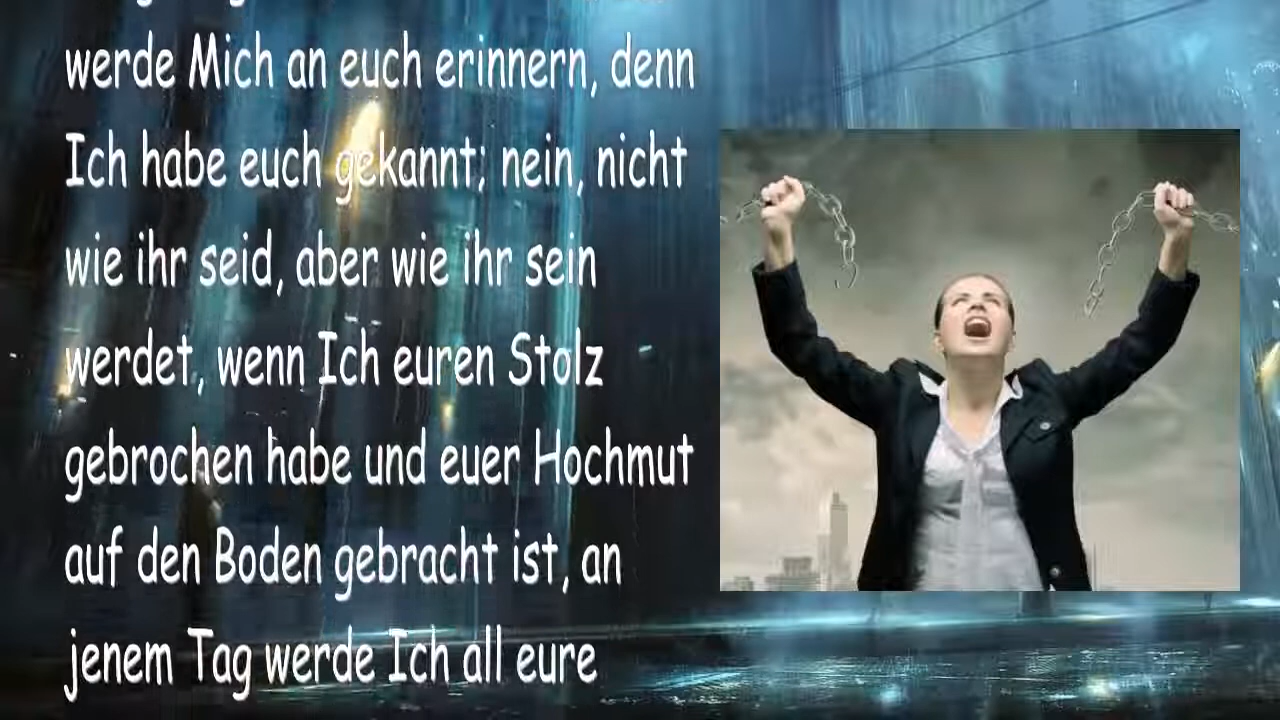 werde Mich an euch erinnern, denn
Ich habe euch gekannt; nein, nicht
wie ihr seid, aber wie ihr sein
werdet, wenn Ich euren Stolz
gebrochen habe und euer Hochmut
auf den Boden gebracht ist, an
jenem Tag werde Ich all eure